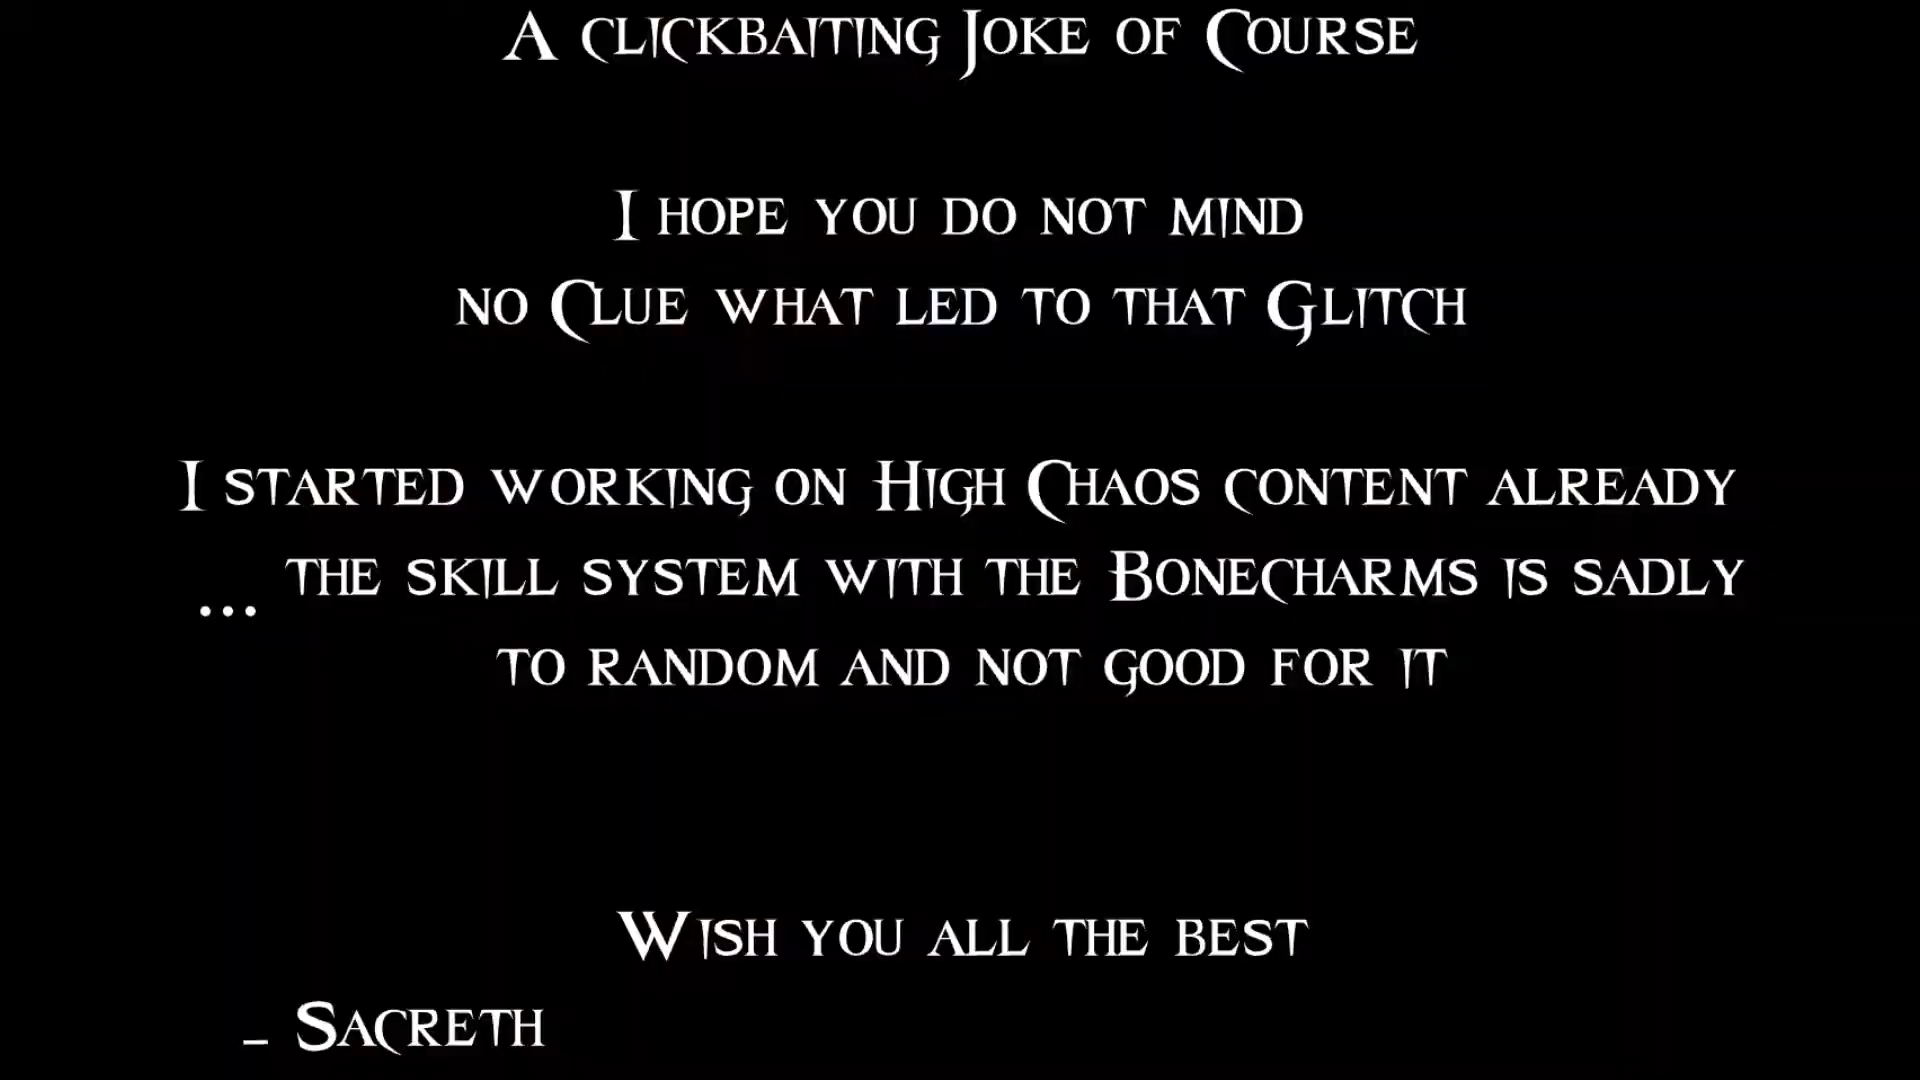 A clickbaiting Joke of Course
I hope you do not mind
no Clue what led to that Glitch
I started working on High Chaos content already
... the skill system with the Bonecharms is sadly
to random and not good for it
Wish you all the best
– Sacreth